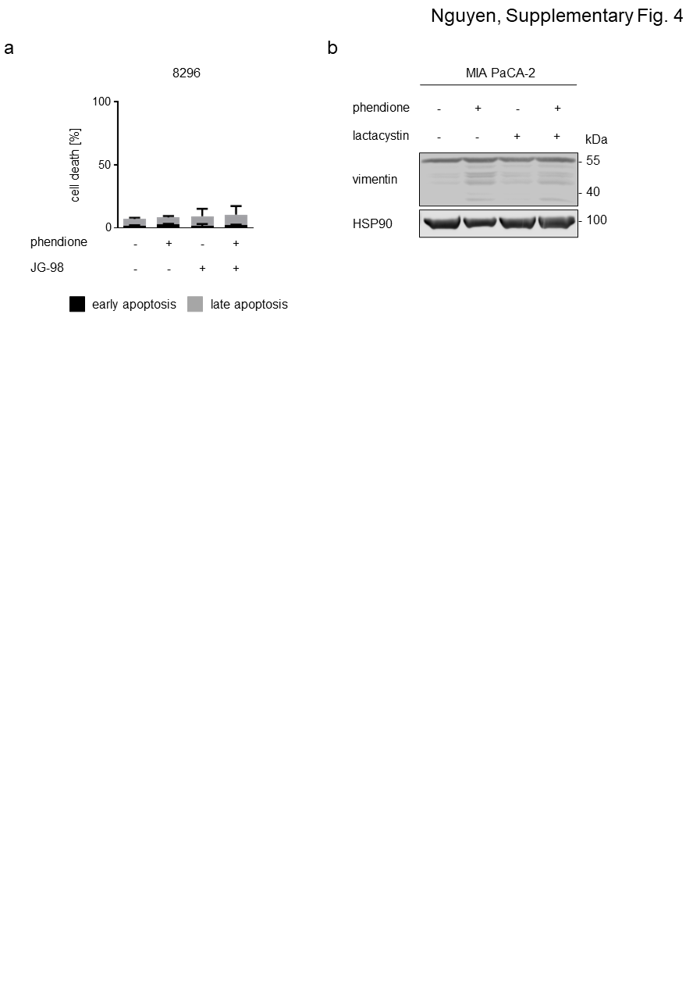 Nguyen, Supplementary Fig. 4
a
8296
100
50
0
cell death [%]
phendione - + - +
JG-98 - - + +
early apoptosis late apoptosis
b
MIA PaCA-2
phendione - + - +
lactacystin - - + + kDa
vimentin - 55
- 40
HSP90 - 100